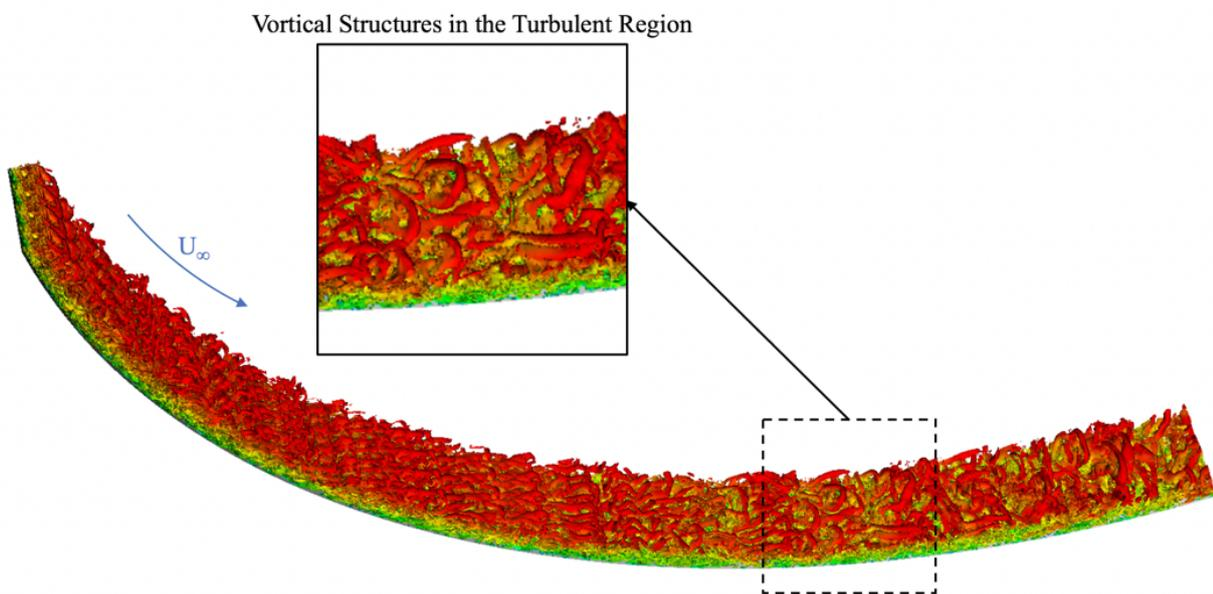 Vortical Structures in the Turbulent Region
U∞